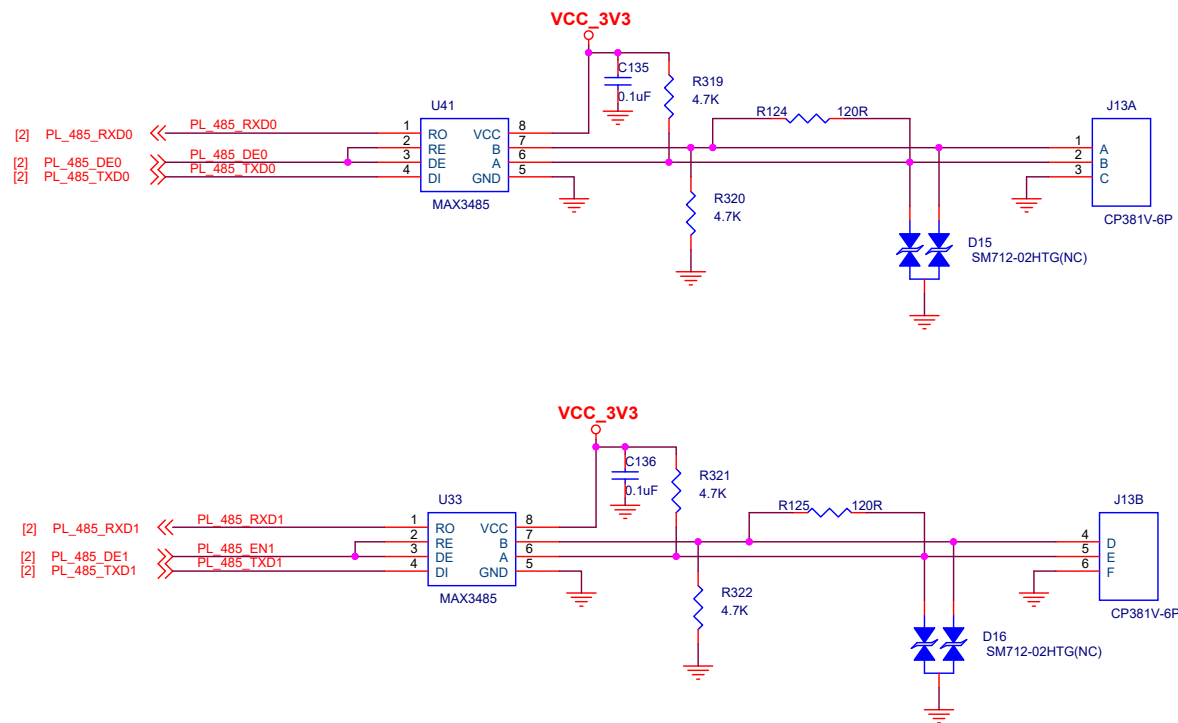 VCC_3V3
C135
0.1uF
R319
4.7K
R124 120R
J13A
U41
[2] PL_485_RXD0 PL_485_RXD0 1 RO VCC 8
2 RE B 7 1 A
[2] PL_485_DE0 PL_485_DE0 3 DE A 6 2 B
[2] PL_485_TXD0 PL_485_TXD0 4 DI GND 5 3 C
MAX3485
R320
4.7K
CP381V-6P
D15
SM712-02HTG(NC)
VCC_3V3
C136
0.1uF
R321
4.7K
R125 120R
J13B
U33
[2] PL_485_RXD1 PL_485_RXD1 1 RO VCC 8
2 RE B 7 4 D
[2] PL_485_DE1 PL_485_EN1 3 DE A 6 5 E
[2] PL_485_TXD1 PL_485_TXD1 4 DI GND 5 6 F
MAX3485
R322
4.7K
CP381V-6P
D16
SM712-02HTG(NC)